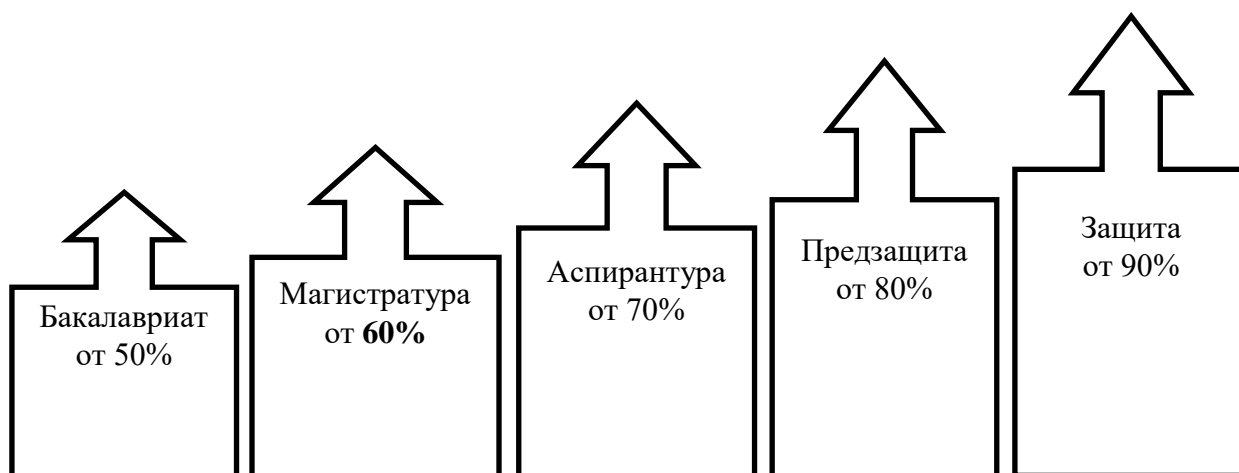 Бакалавриат
от 50%
Магистратура
от 60%
Аспирантура
от 70%
Предзащита
от 80%
Защита
от 90%